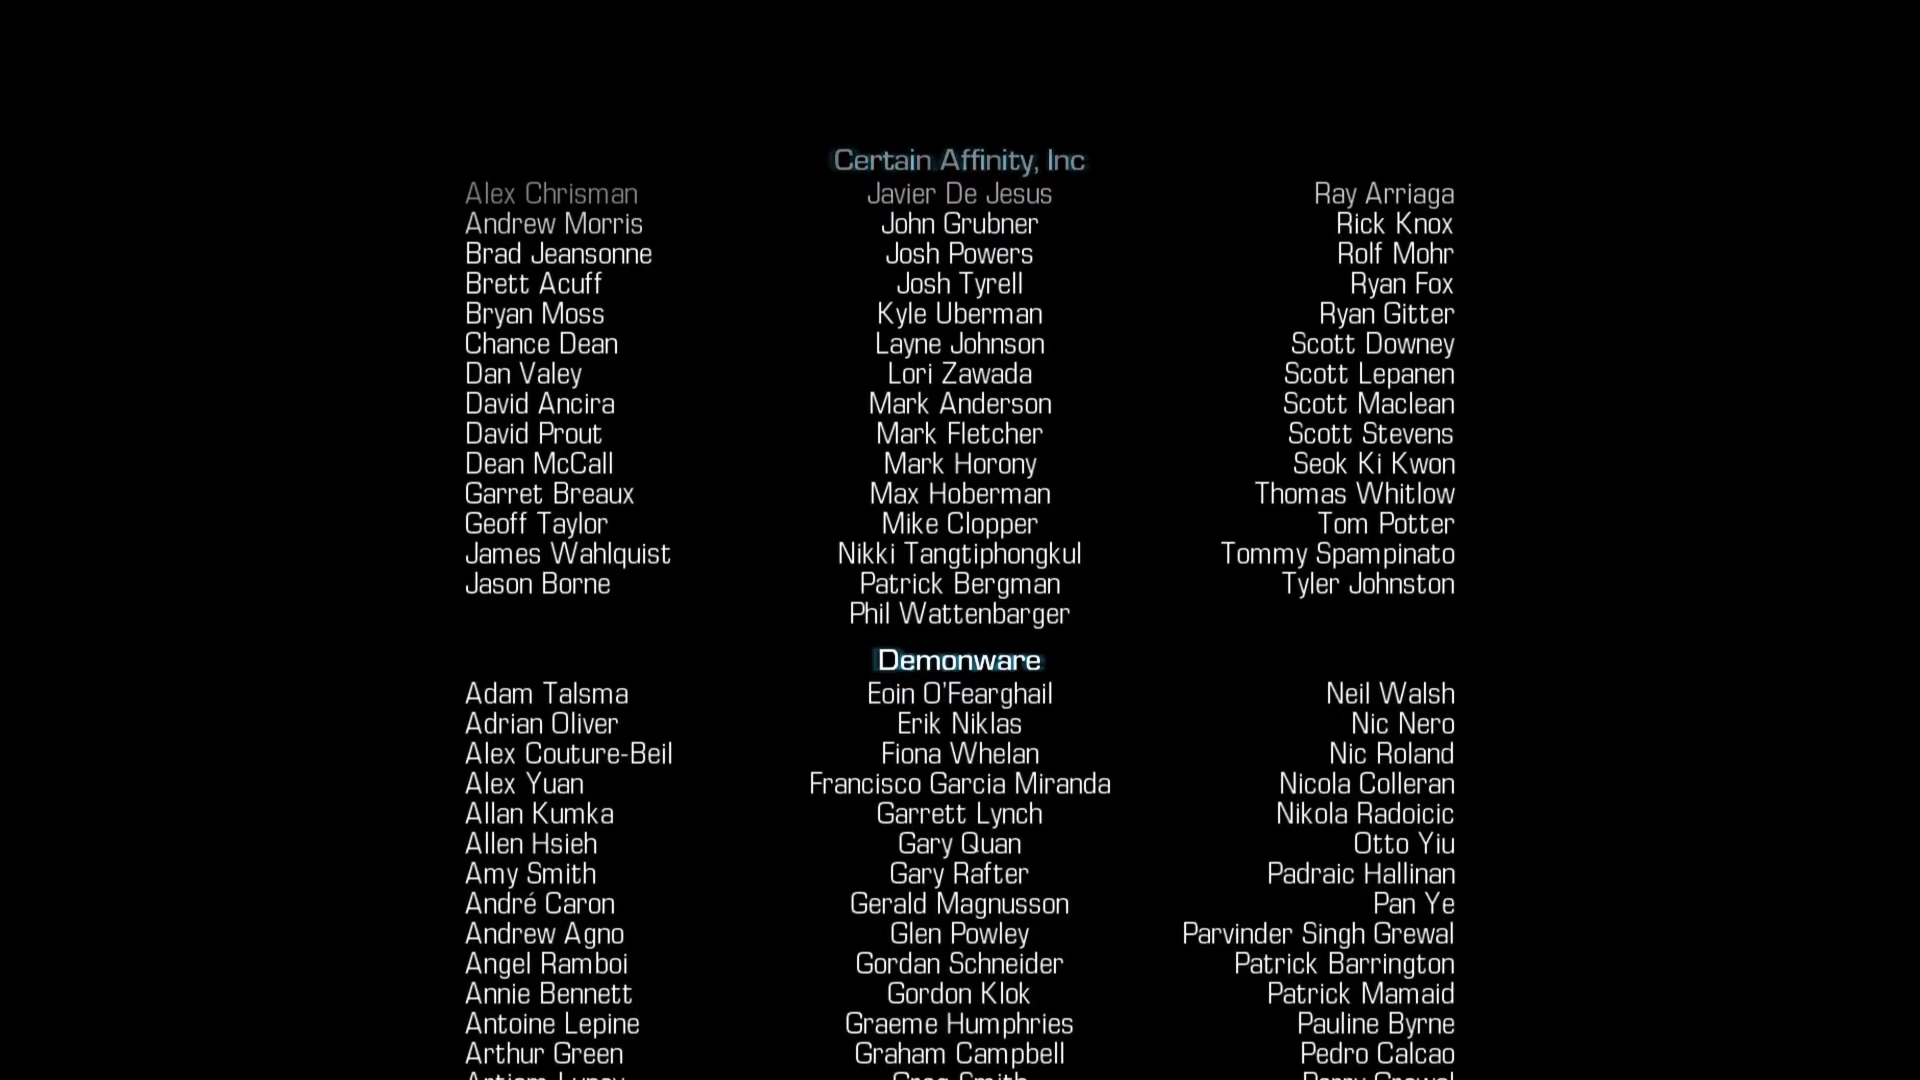 Certain Affinity, Inc
Alex Chrisman Javier De Jesus Ray Arriaga
Andrew Morris John Grubner Rick Knox
Brad Jeansonne Josh Powers Rolf Mohr
Brett Acuff Josh Tyrell Ryan Fox
Bryan Moss Kyle Uberman Ryan Gitter
Chance Dean Layne Johnson Scott Downey
Dan Valey Lori Zawada Scott Lepanen
David Ancira Mark Anderson Scott Maclean
David Prout Mark Fletcher Scott Stevens
Dean McCall Mark Horony Seok Ki Kwon
Garret Breaux Max Hoberman Thomas Whitlow
Geoff Taylor Mike Clopper Tom Potter
James Wahlquist Nikki Tangtiphongkul Tommy Spampinato
Jason Borne Patrick Bergman Tyler Johnston
Phil Wattenbarger
Demonware
Adam Talsma Eoin O'Fearghail Neil Walsh
Adrian Oliver Erik Niklas Nic Nero
Alex Couture-Beil Fiona Whelan Nic Roland
Alex Yuan Francisco Garcia Miranda Nicola Colleran
Allan Kumka Garrett Lynch Nikola Radoicic
Allen Hsieh Gary Quan Otto Yiu
Amy Smith Gary Rafter Padraic Hallinan
André Caron Gerald Magnusson Pan Ye
Andrew Agno Glen Powley Parvinder Singh Grewal
Angel Ramboi Gordan Schneider Patrick Barrington
Annie Bennett Gordon Klok Patrick Mamaid
Antoine Lepine Graeme Humphries Pauline Byrne
Arthur Green Graham Campbell Pedro Calcao